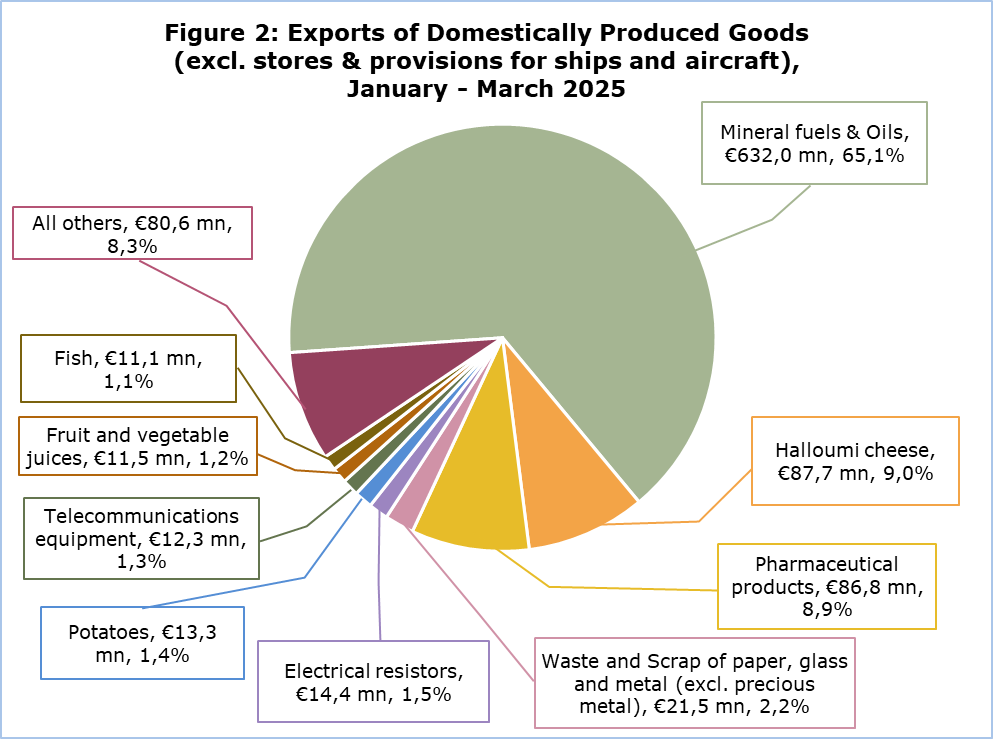 Figure 2: Exports of Domestically Produced Goods
(excl. stores & provisions for ships and aircraft),
January - March 2025
Mineral fuels & Oils,
€632,0 mn, 65,1%
All others, €80,6 mn,
8,3%
Fish, €11,1 mn,
1,1%
Fruit and vegetable
juices, €11,5 mn, 1,2%
Halloumi cheese,
€87,7 mn, 9,0%
Telecommunications
equipment, €12,3 mn,
1,3%
Pharmaceutical
products, €86,8 mn,
8,9%
Potatoes, €13,3
mn, 1,4%
Electrical resistors,
€14,4 mn, 1,5%
Waste and Scrap of paper, glass
and metal (excl. precious
metal), €21,5 mn, 2,2%